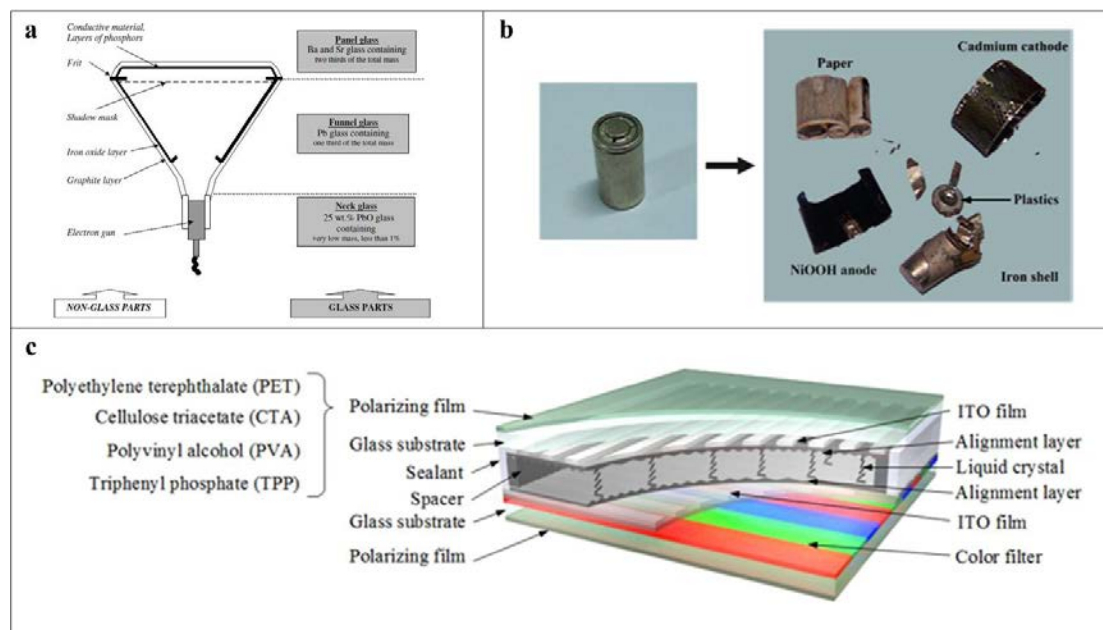 a
Conductive material,
Layers of phosphors
Frit
Shadow mask
Iron oxide layer
Graphite layer
Electron gun
NON-GLASS PARTS
Panel glass
Ba and Sr glass containing
two thirds of the total mass
Funnel glass
Pb glass containing
one third of the total mass
Neck glass
25 wt.% PbO glass
containing
very low mass, less than 1%
GLASS PARTS
b
Paper
Cadmium cathode
Plastics
NiOOH anode
Iron shell
c
Polyethylene terephthalate (PET)
Cellulose triacetate (CTA)
Polyvinyl alcohol (PVA)
Triphenyl phosphate (TPP)
Polarizing film
Glass substrate
Sealant
Spacer
Glass substrate
Polarizing film
ITO film
Alignment layer
Liquid crystal
Alignment layer
ITO film
Color filter